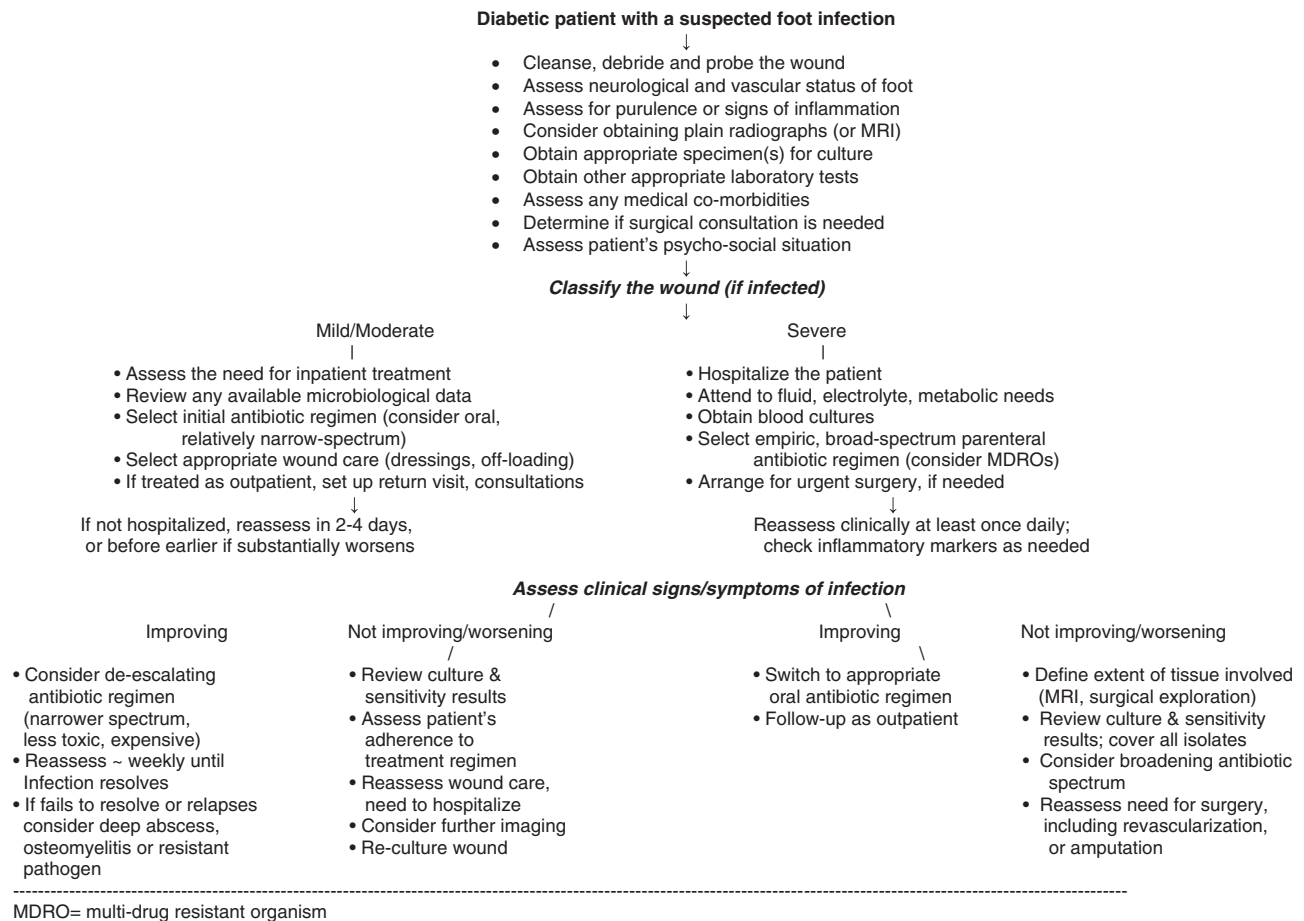 Diabetic patient with a suspected foot infection
↓
• Cleanse, debride and probe the wound
• Assess neurological and vascular status of foot
• Assess for purulence or signs of inflammation
• Consider obtaining plain radiographs (or MRI)
• Obtain appropriate specimen(s) for culture
• Obtain other appropriate laboratory tests
• Assess any medical co-morbidities
• Determine if surgical consultation is needed
• Assess patient's psycho-social situation
↓
Classify the wound (if infected)
↓
Mild/Moderate
• Assess the need for inpatient treatment
• Review any available microbiological data
• Select initial antibiotic regimen (consider oral,
relatively narrow-spectrum)
• Select appropriate wound care (dressings, off-loading)
• If treated as outpatient, set up return visit, consultations
↓
If not hospitalized, reassess in 2-4 days,
or before earlier if substantially worsens
Severe
• Hospitalize the patient
• Attend to fluid, electrolyte, metabolic needs
• Obtain blood cultures
• Select empiric, broad-spectrum parenteral
antibiotic regimen (consider MDROs)
• Arrange for urgent surgery, if needed
↓
Reassess clinically at least once daily;
check inflammatory markers as needed
Assess clinical signs/symptoms of infection
Improving
• Consider de-escalating
antibiotic regimen
(narrower spectrum,
less toxic, expensive)
• Reassess ~ weekly until
Infection resolves
• If fails to resolve or relapses
consider deep abscess,
osteomyelitis or resistant
pathogen
Not improving/worsening
• Review culture &
sensitivity results
• Assess patient's
adherence to
treatment regimen
• Reassess wound care,
need to hospitalize
• Consider further imaging
• Re-culture wound
Improving
• Switch to appropriate
oral antibiotic regimen
• Follow-up as outpatient
Not improving/worsening
• Define extent of tissue involved
(MRI, surgical exploration)
• Review culture & sensitivity
results; cover all isolates
• Consider broadening antibiotic
spectrum
• Reassess need for surgery,
including revascularization,
or amputation
MDRO= multi-drug resistant organism